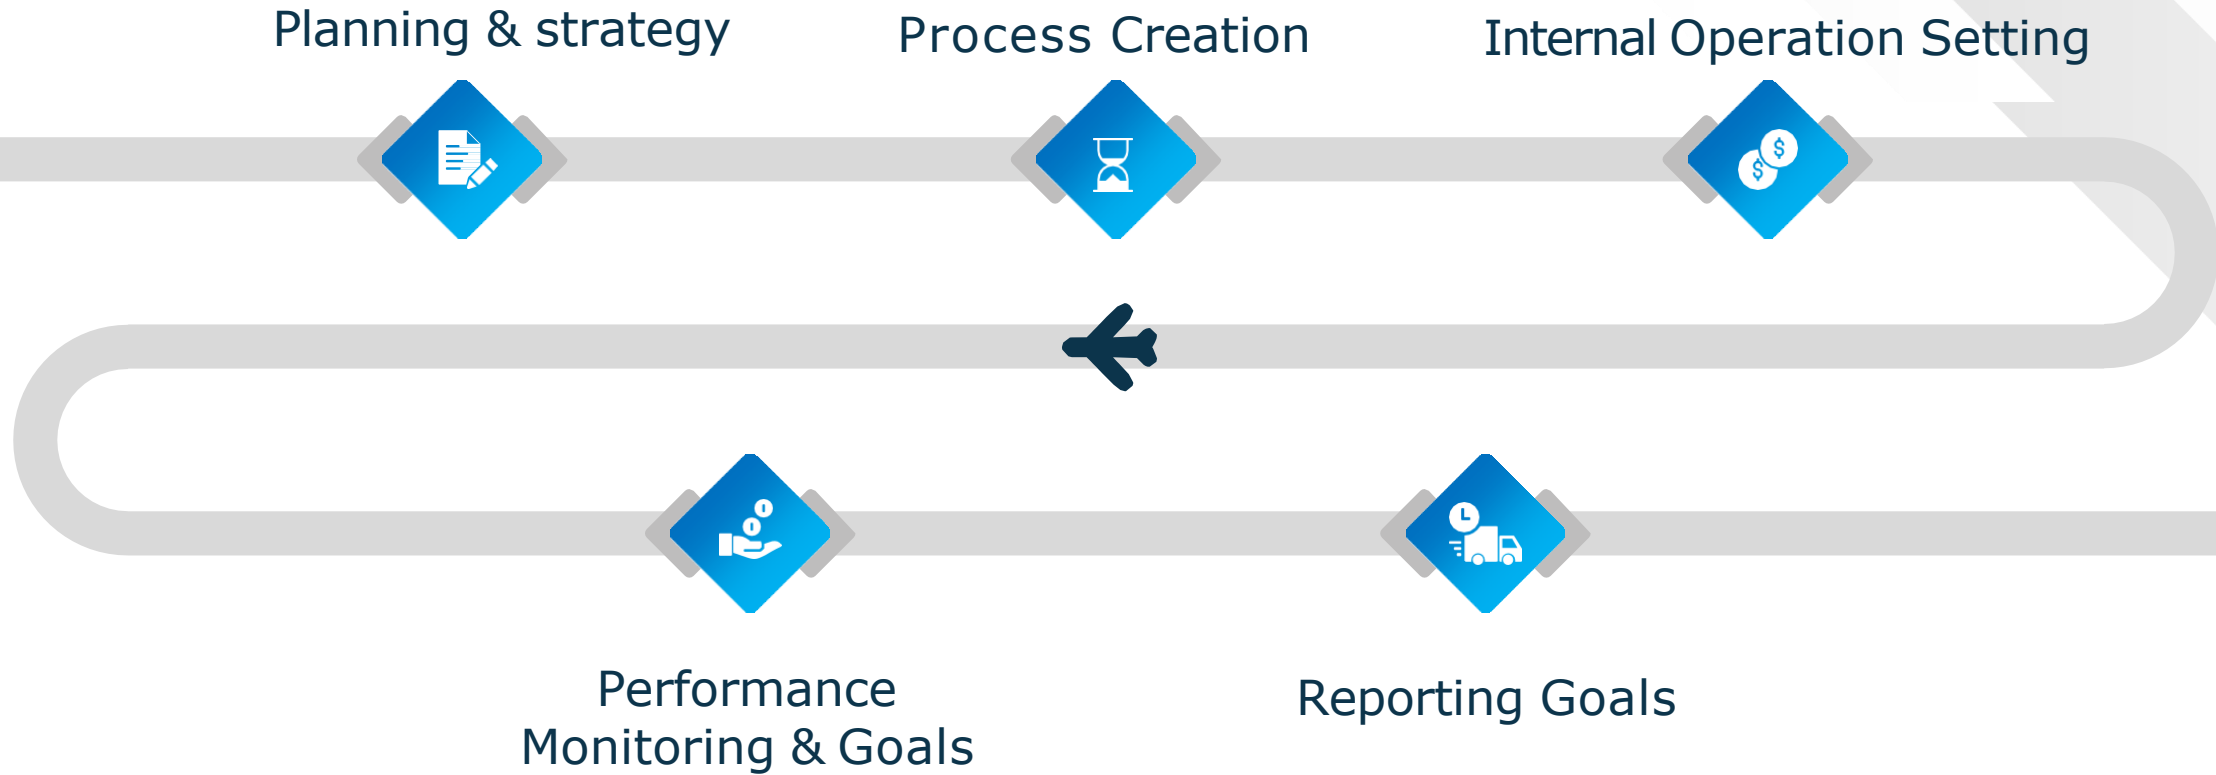 Planning & strategy
Process Creation
Internal Operation Setting
Performance
Monitoring & Goals
Reporting Goals